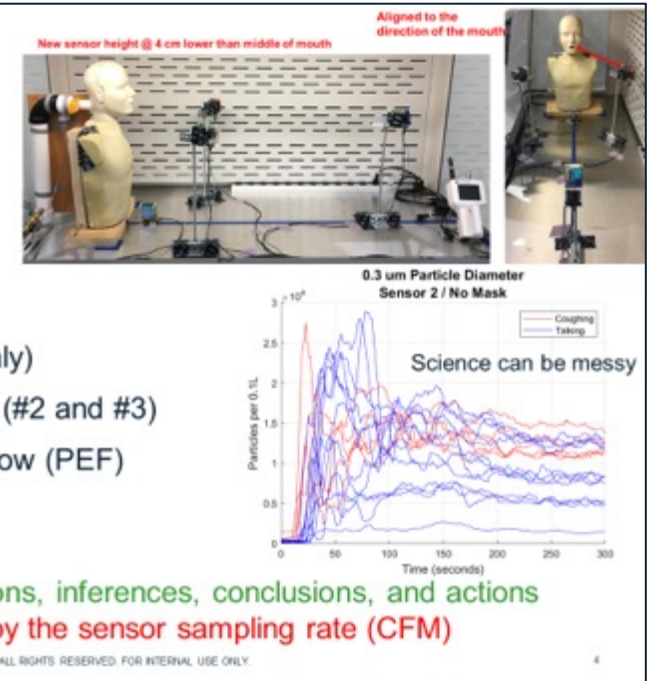 Aligned to the
direction of the mouth
New sensor height @ 4 cm lower than middle of mouth
0.3 um Particle Diameter
Sensor 2 / No Mask
×10⁴
Coughing
Talking
Science can be messy
Particles per 0.1L
3
2.5
2
1.5
1
0.5
0
0 50 100 150 200 250 300
Time (seconds)
nly)
(#2 and #3)
ow (PEF)
ons, inferences, conclusions, and actions
by the sensor sampling rate (CFM)
ALL RIGHTS RESERVED. FOR INTERNAL USE ONLY.
4